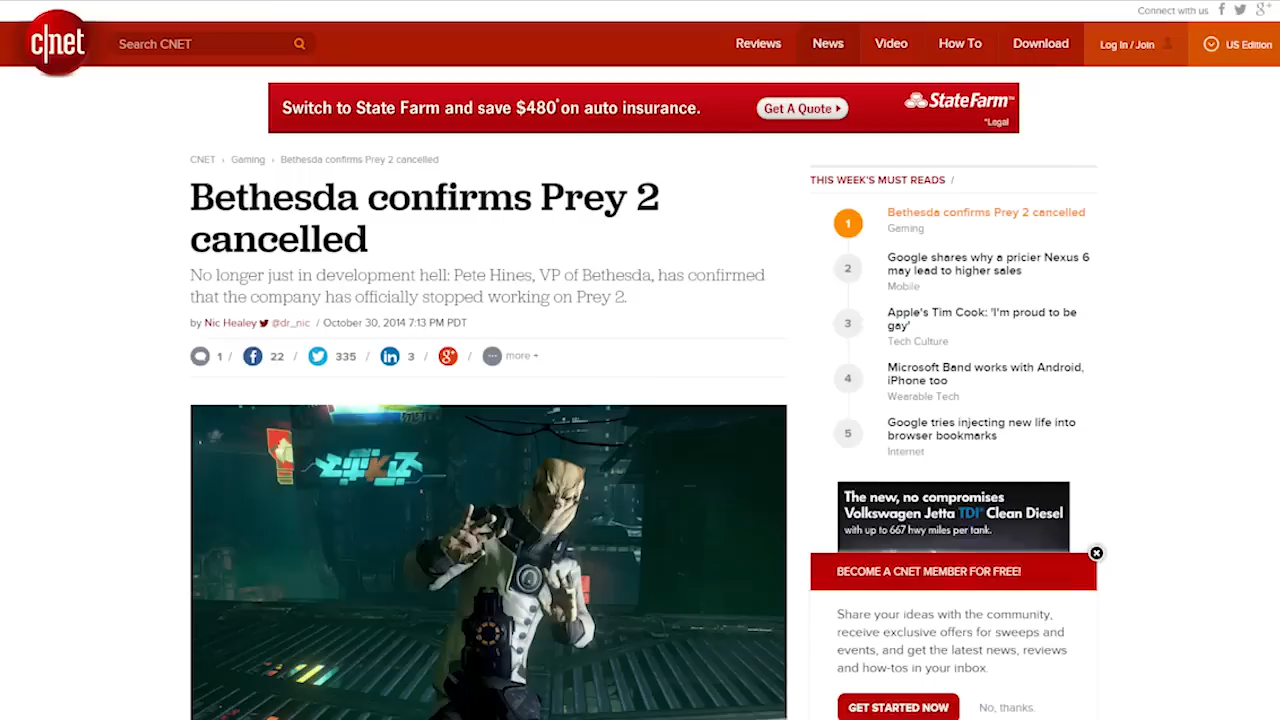 Connect with us
c|net
Search CNET
Reviews
News
Video
How To
Download
Log In / Join
US Edition
Switch to State Farm and save $480* on auto insurance.
Get A Quote
StateFarm™
*Legal
CNET › Gaming › Bethesda confirms Prey 2 cancelled
Bethesda confirms Prey 2
cancelled
No longer just in development hell: Pete Hines, VP of Bethesda, has confirmed
that the company has officially stopped working on Prey 2.
by Nic Healey @dr_nic / October 30, 2014 7:13 PM PDT
1 / f 22 / 335 / in 3 / g+ / more
THIS WEEK'S MUST READS /
1
Bethesda confirms Prey 2 cancelled
Gaming
2
Google shares why a pricier Nexus 6
may lead to higher sales
Mobile
3
Apple's Tim Cook: 'I'm proud to be
gay'
Tech Culture
4
Microsoft Band works with Android,
iPhone too
Wearable Tech
5
Google tries injecting new life into
browser bookmarks
Internet
The new, no compromises
Volkswagen Jetta TDI® Clean Diesel
with up to 667 hwy miles per tank.
BECOME A CNET MEMBER FOR FREE!
Share your ideas with the community,
receive exclusive offers for sweeps and
events, and get the latest news, reviews
and how-tos in your inbox.
GET STARTED NOW
No, thanks.